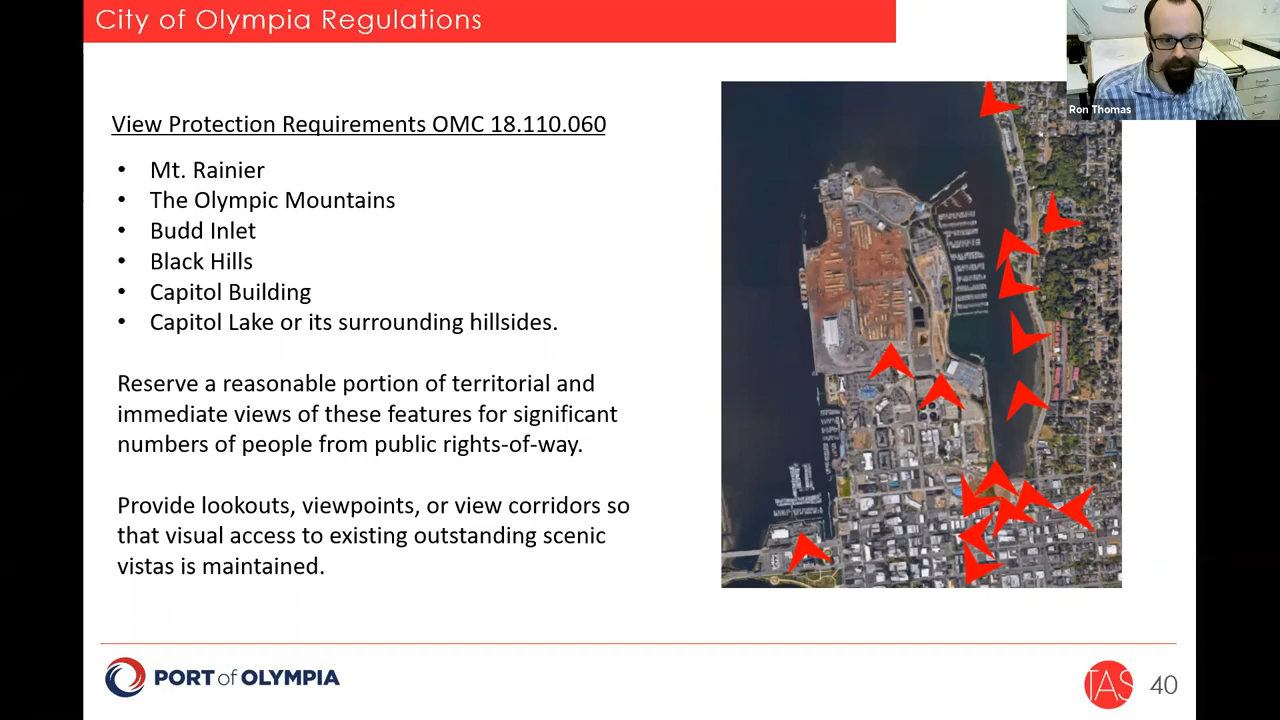 City of Olympia Regulations
Ron Thomas
View Protection Requirements OMC 18.110.060
• Mt. Rainier
• The Olympic Mountains
• Budd Inlet
• Black Hills
• Capitol Building
• Capitol Lake or its surrounding hillsides.
Reserve a reasonable portion of territorial and
immediate views of these features for significant
numbers of people from public rights-of-way.
Provide lookouts, viewpoints, or view corridors so
that visual access to existing outstanding scenic
vistas is maintained.
PORT of OLYMPIA
TAS
40